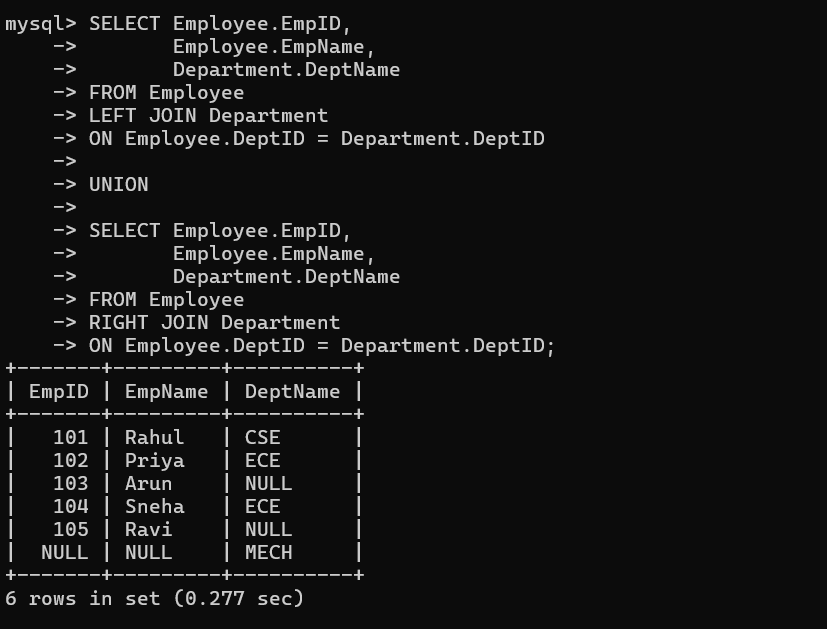 mysql> SELECT Employee.EmpID,
    ->        Employee.EmpName,
    ->        Department.DeptName
    -> FROM Employee
    -> LEFT JOIN Department
    -> ON Employee.DeptID = Department.DeptID
    ->
    -> UNION
    ->
    -> SELECT Employee.EmpID,
    ->        Employee.EmpName,
    ->        Department.DeptName
    -> FROM Employee
    -> RIGHT JOIN Department
    -> ON Employee.DeptID = Department.DeptID;
+-------+---------+----------+
| EmpID | EmpName | DeptName |
+-------+---------+----------+
|   101 | Rahul   | CSE      |
|   102 | Priya   | ECE      |
|   103 | Arun    | NULL     |
|   104 | Sneha   | ECE      |
|   105 | Ravi    | NULL     |
|  NULL | NULL    | MECH     |
+-------+---------+----------+
6 rows in set (0.277 sec)